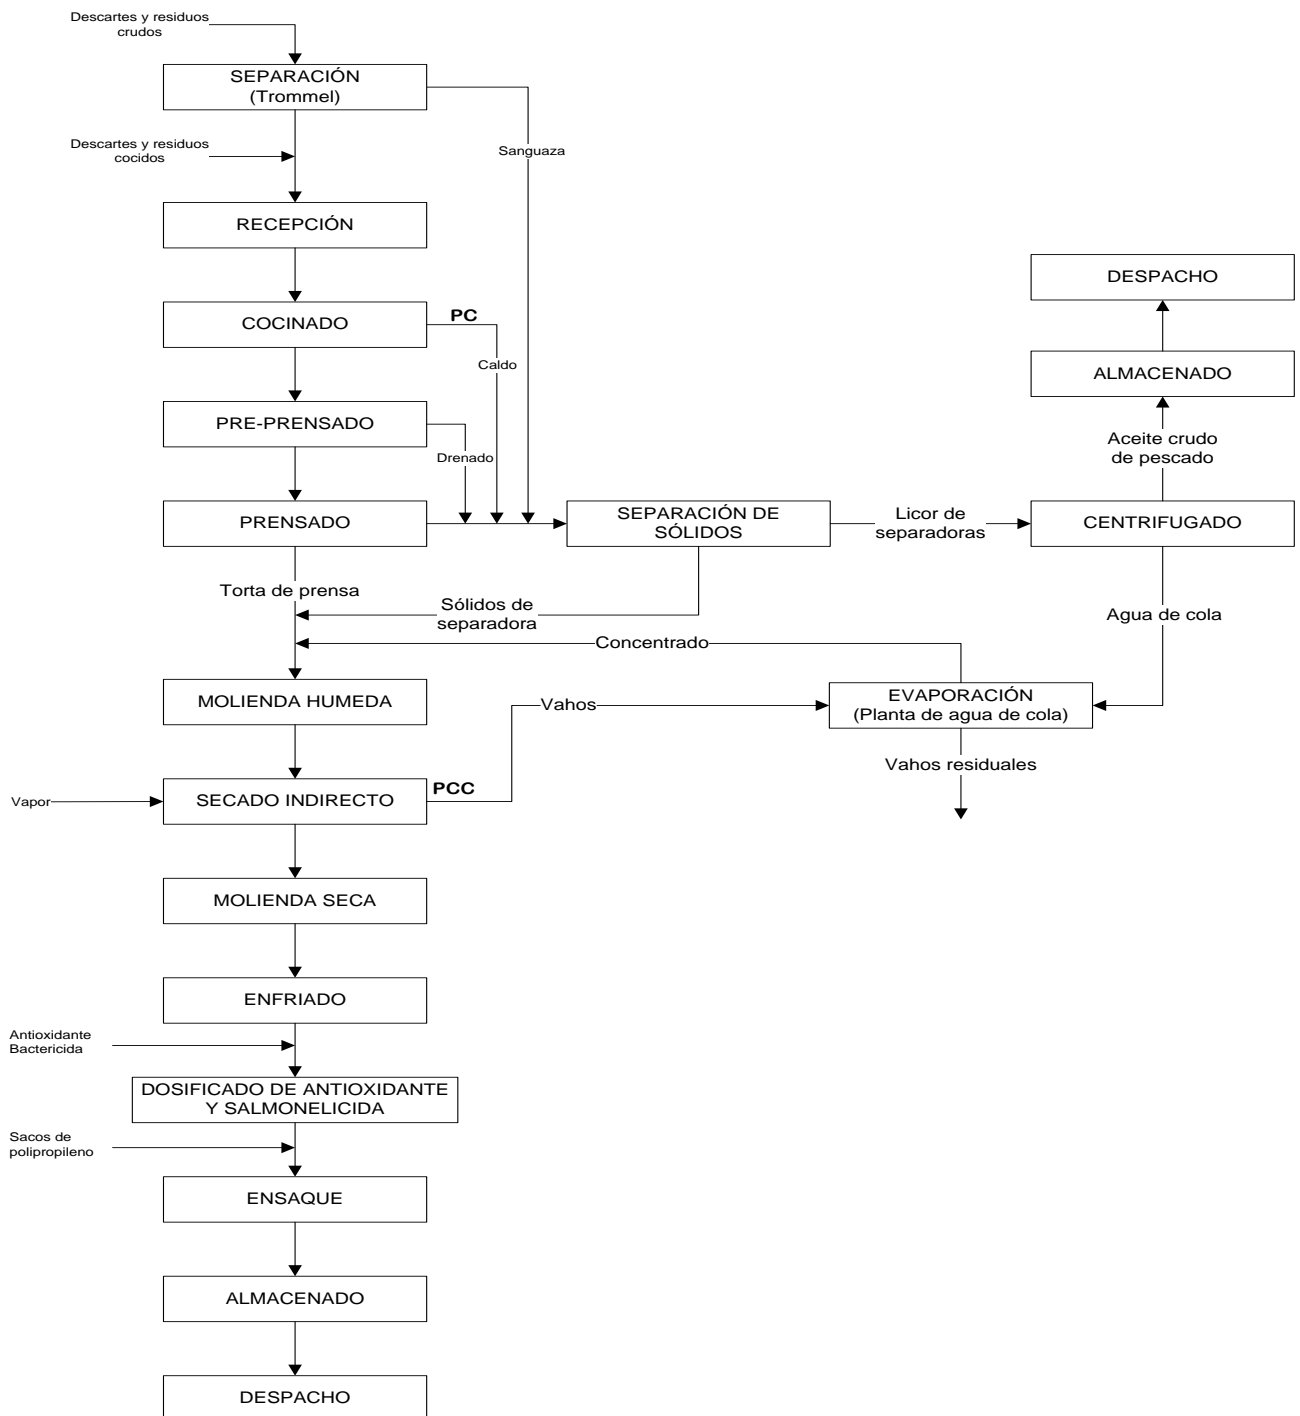 Descartes y residuos
crudos
SEPARACIÓN
(Trommel)
Descartes y residuos
cocidos
Sanguaza
RECEPCIÓN
DESPACHO
COCINADO
PC
Caldo
ALMACENADO
PRE-PRENSADO
Drenado
Aceite crudo
de pescado
PRENSADO
SEPARACIÓN DE
SÓLIDOS
Licor de
separadoras
CENTRIFUGADO
Torta de prensa
Sólidos de
separadora
Agua de cola
Concentrado
MOLIENDA HUMEDA
Vahos
EVAPORACIÓN
(Planta de agua de cola)
Vahos residuales
Vapor
SECADO INDIRECTO
PCC
MOLIENDA SECA
ENFRIADO
Antioxidante
Bactericida
DOSIFICADO DE ANTIOXIDANTE
Y SALMONELICIDA
Sacos de
polipropileno
ENSAQUE
ALMACENADO
DESPACHO